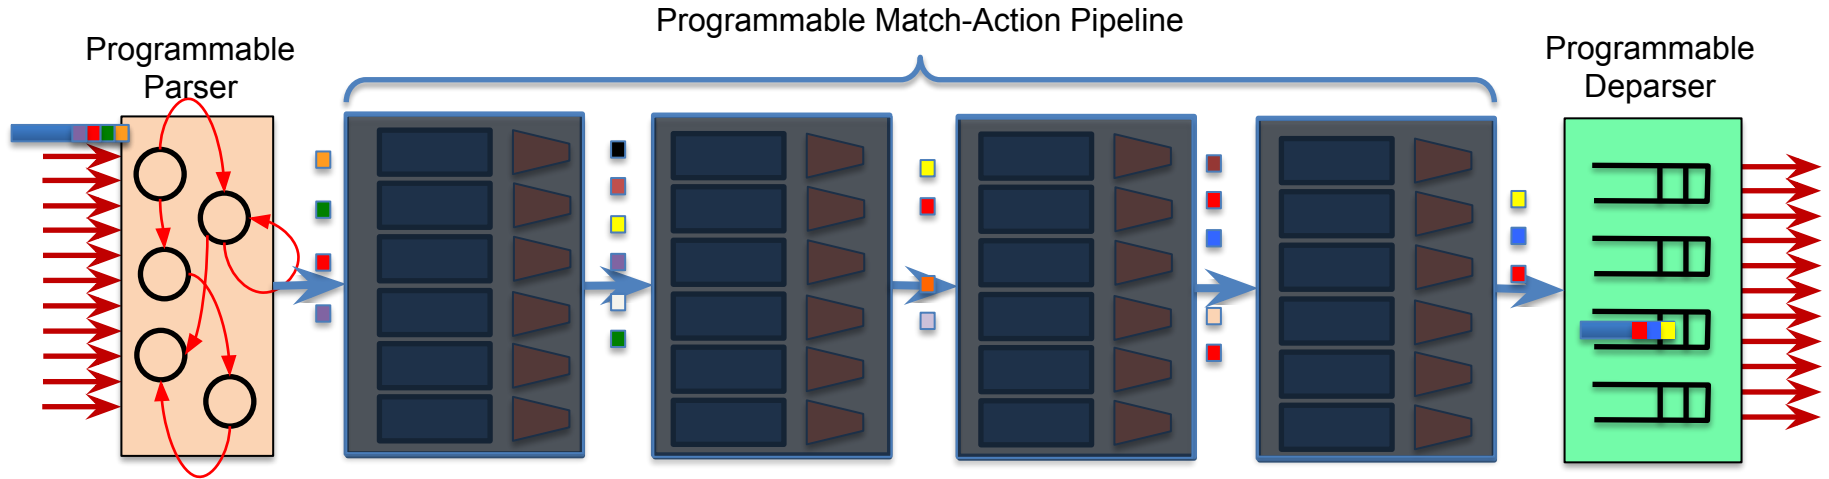 Programmable Match-Action Pipeline
Programmable
Parser
Programmable
Deparser